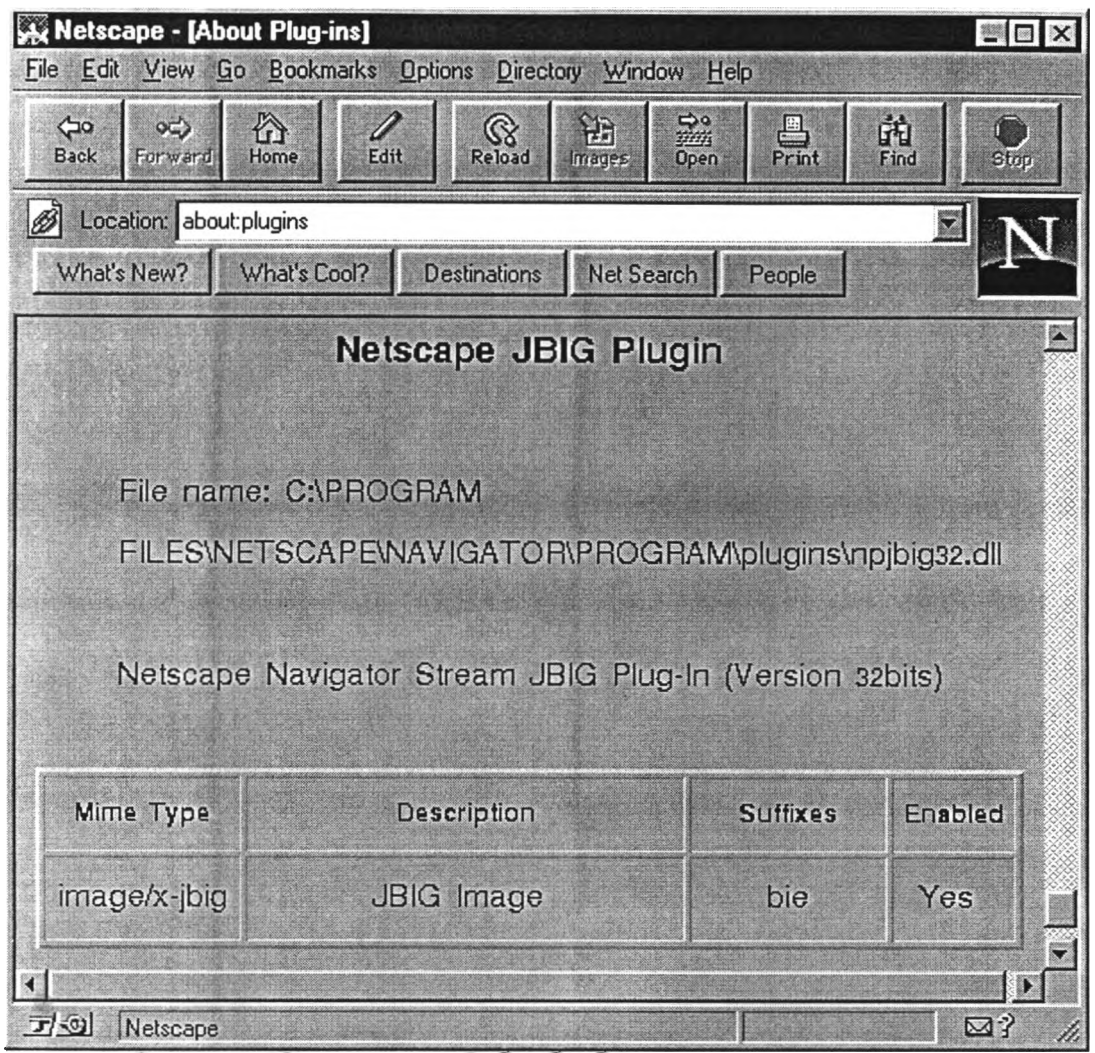 Netscape - [About Plug-ins]
File Edit View Go Bookmarks Options Directory Window Help
Back Forward Home Edit Reload Images Open Print Find Stop
Location: about:plugins
N
What's New? What's Cool? Destinations Net Search People
Netscape JBIG Plugin
File name: C:\PROGRAM
FILES\NETSCAPE\NAVIGATOR\PROGRAM\plugins\npjbig32.dll
Netscape Navigator Stream JBIG Plug-In (Version 32bits)
Mime Type Description Suffixes Enabled
image/x-jbig JBIG Image bie Yes
Netscape
?